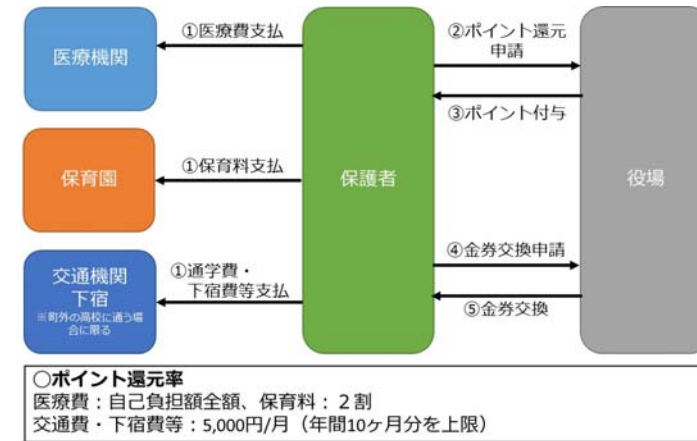 医療機関
①医療費支払
②ポイント還元
申請
③ポイント付与
保育園
①保育料支払
保護者
役場
交通機関
下宿
※町外の高校に通う場
合に限る
①通学費・
下宿費等支払
④金券交換申請
⑤金券交換
○ポイント還元率
医療費：自己負担額全額、保育料：２割
交通費・下宿費等：5,000円/月（年間10ヶ月分を上限）